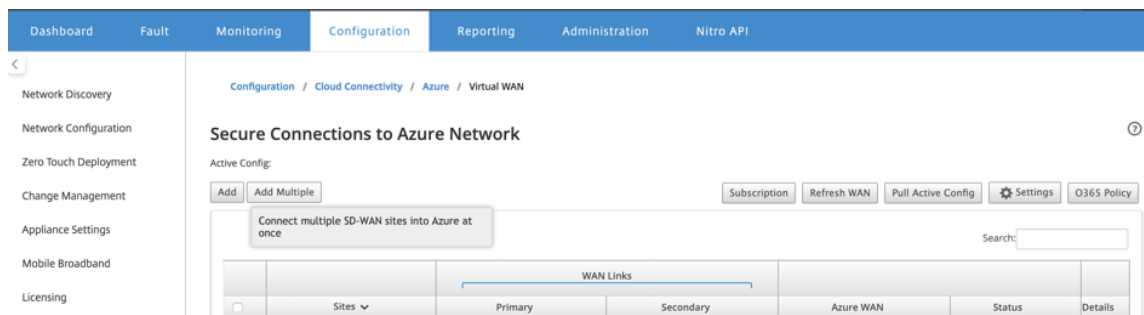 Dashboard Fault Monitoring Configuration Reporting Administration Nitro API
Network Discovery
Network Configuration
Zero Touch Deployment
Change Management
Appliance Settings
Mobile Broadband
Licensing
Configuration / Cloud Connectivity / Azure / Virtual WAN
Secure Connections to Azure Network
Active Config:
Add Add Multiple Subscription Refresh WAN Pull Active Config Settings O365 Policy
Connect multiple SD-WAN sites into Azure at
once
Search:
WAN Links
Sites Primary Secondary Azure WAN Status Details